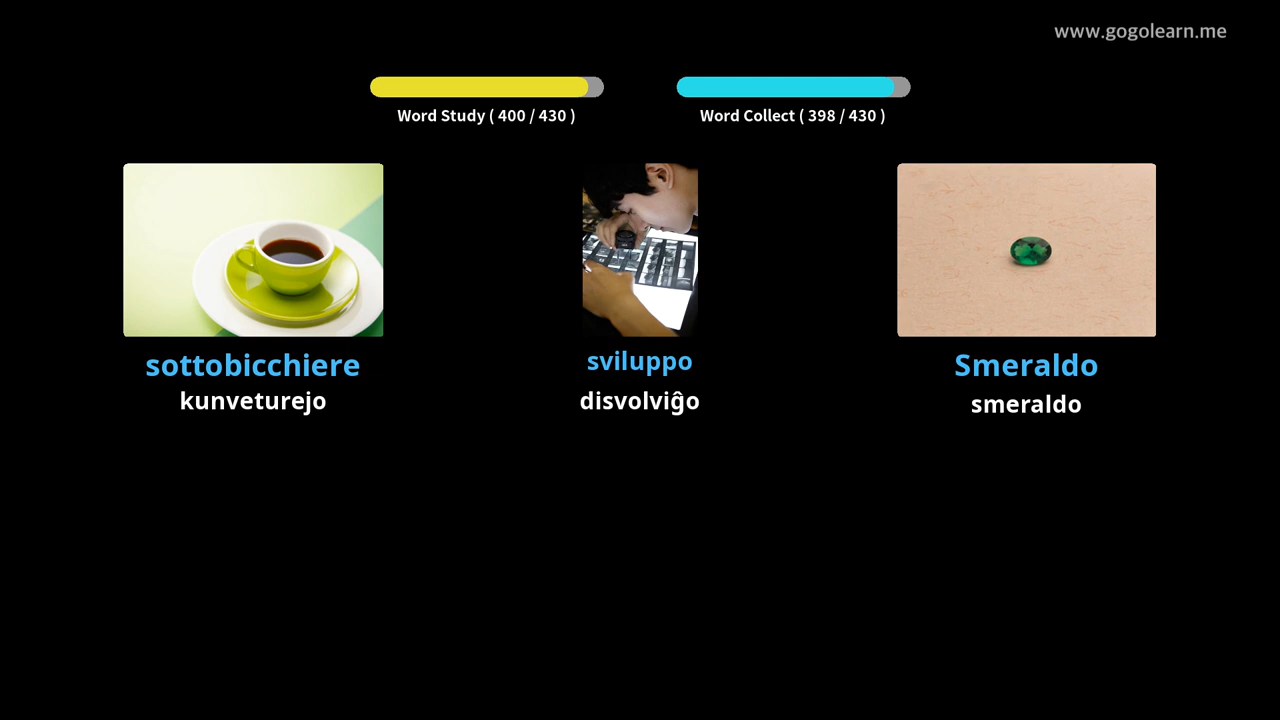 www.gogolearn.me
Word Study ( 400 / 430 )
Word Collect ( 398 / 430 )
sottobicchiere
kunveturejo
sviluppo
disvolviĝo
Smeraldo
smeraldo